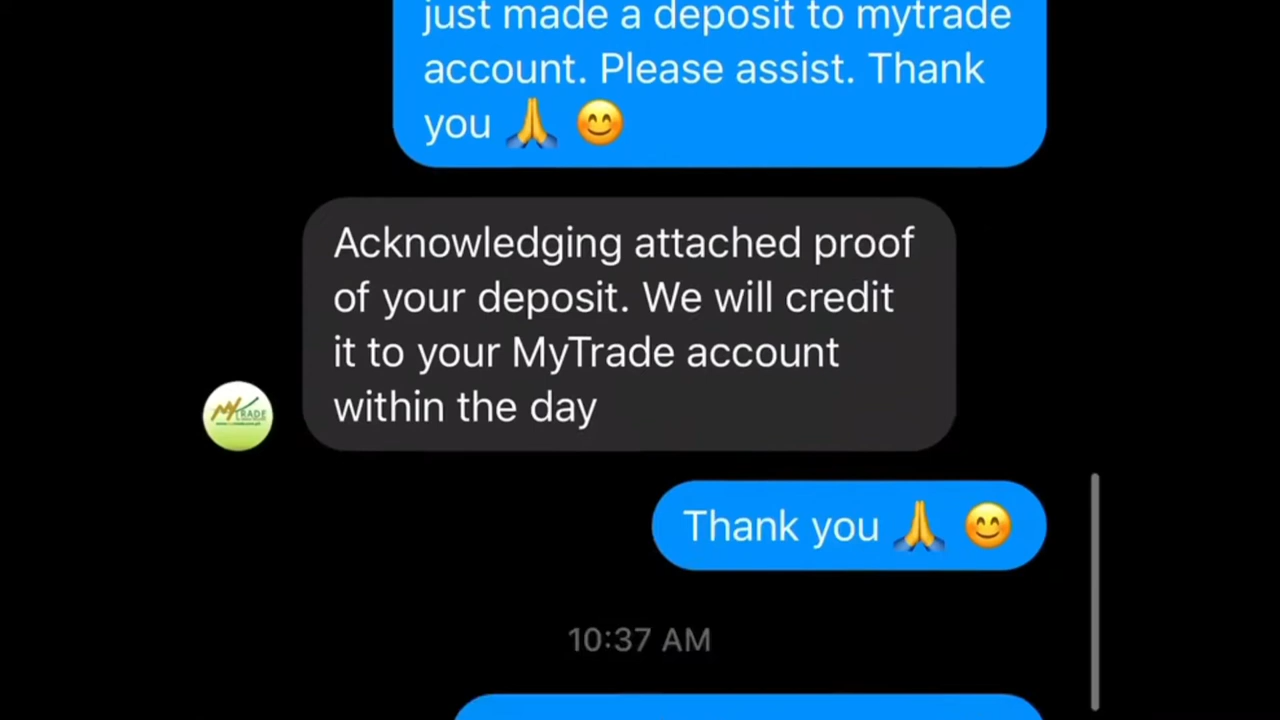 just made a deposit to mytrade
account. Please assist. Thank
you 🙏 😊
Acknowledging attached proof
of your deposit. We will credit
it to your MyTrade account
within the day
MYTRADE
Thank you 🙏 😊
10:37 AM